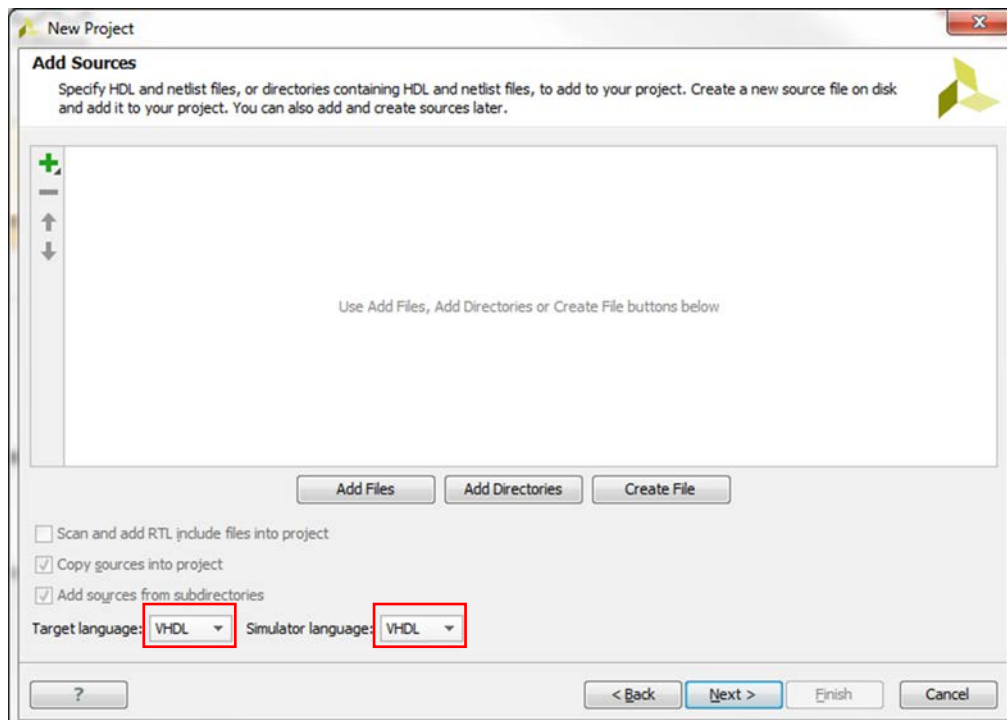 New Project
Add Sources
Specify HDL and netlist files, or directories containing HDL and netlist files, to add to your project. Create a new source file on disk
and add it to your project. You can also add and create sources later.
Use Add Files, Add Directories or Create File buttons below
Add Files Add Directories Create File
Scan and add RTL include files into project
Copy sources into project
Add sources from subdirectories
Target language: VHDL Simulator language: VHDL
? < Back Next > Finish Cancel